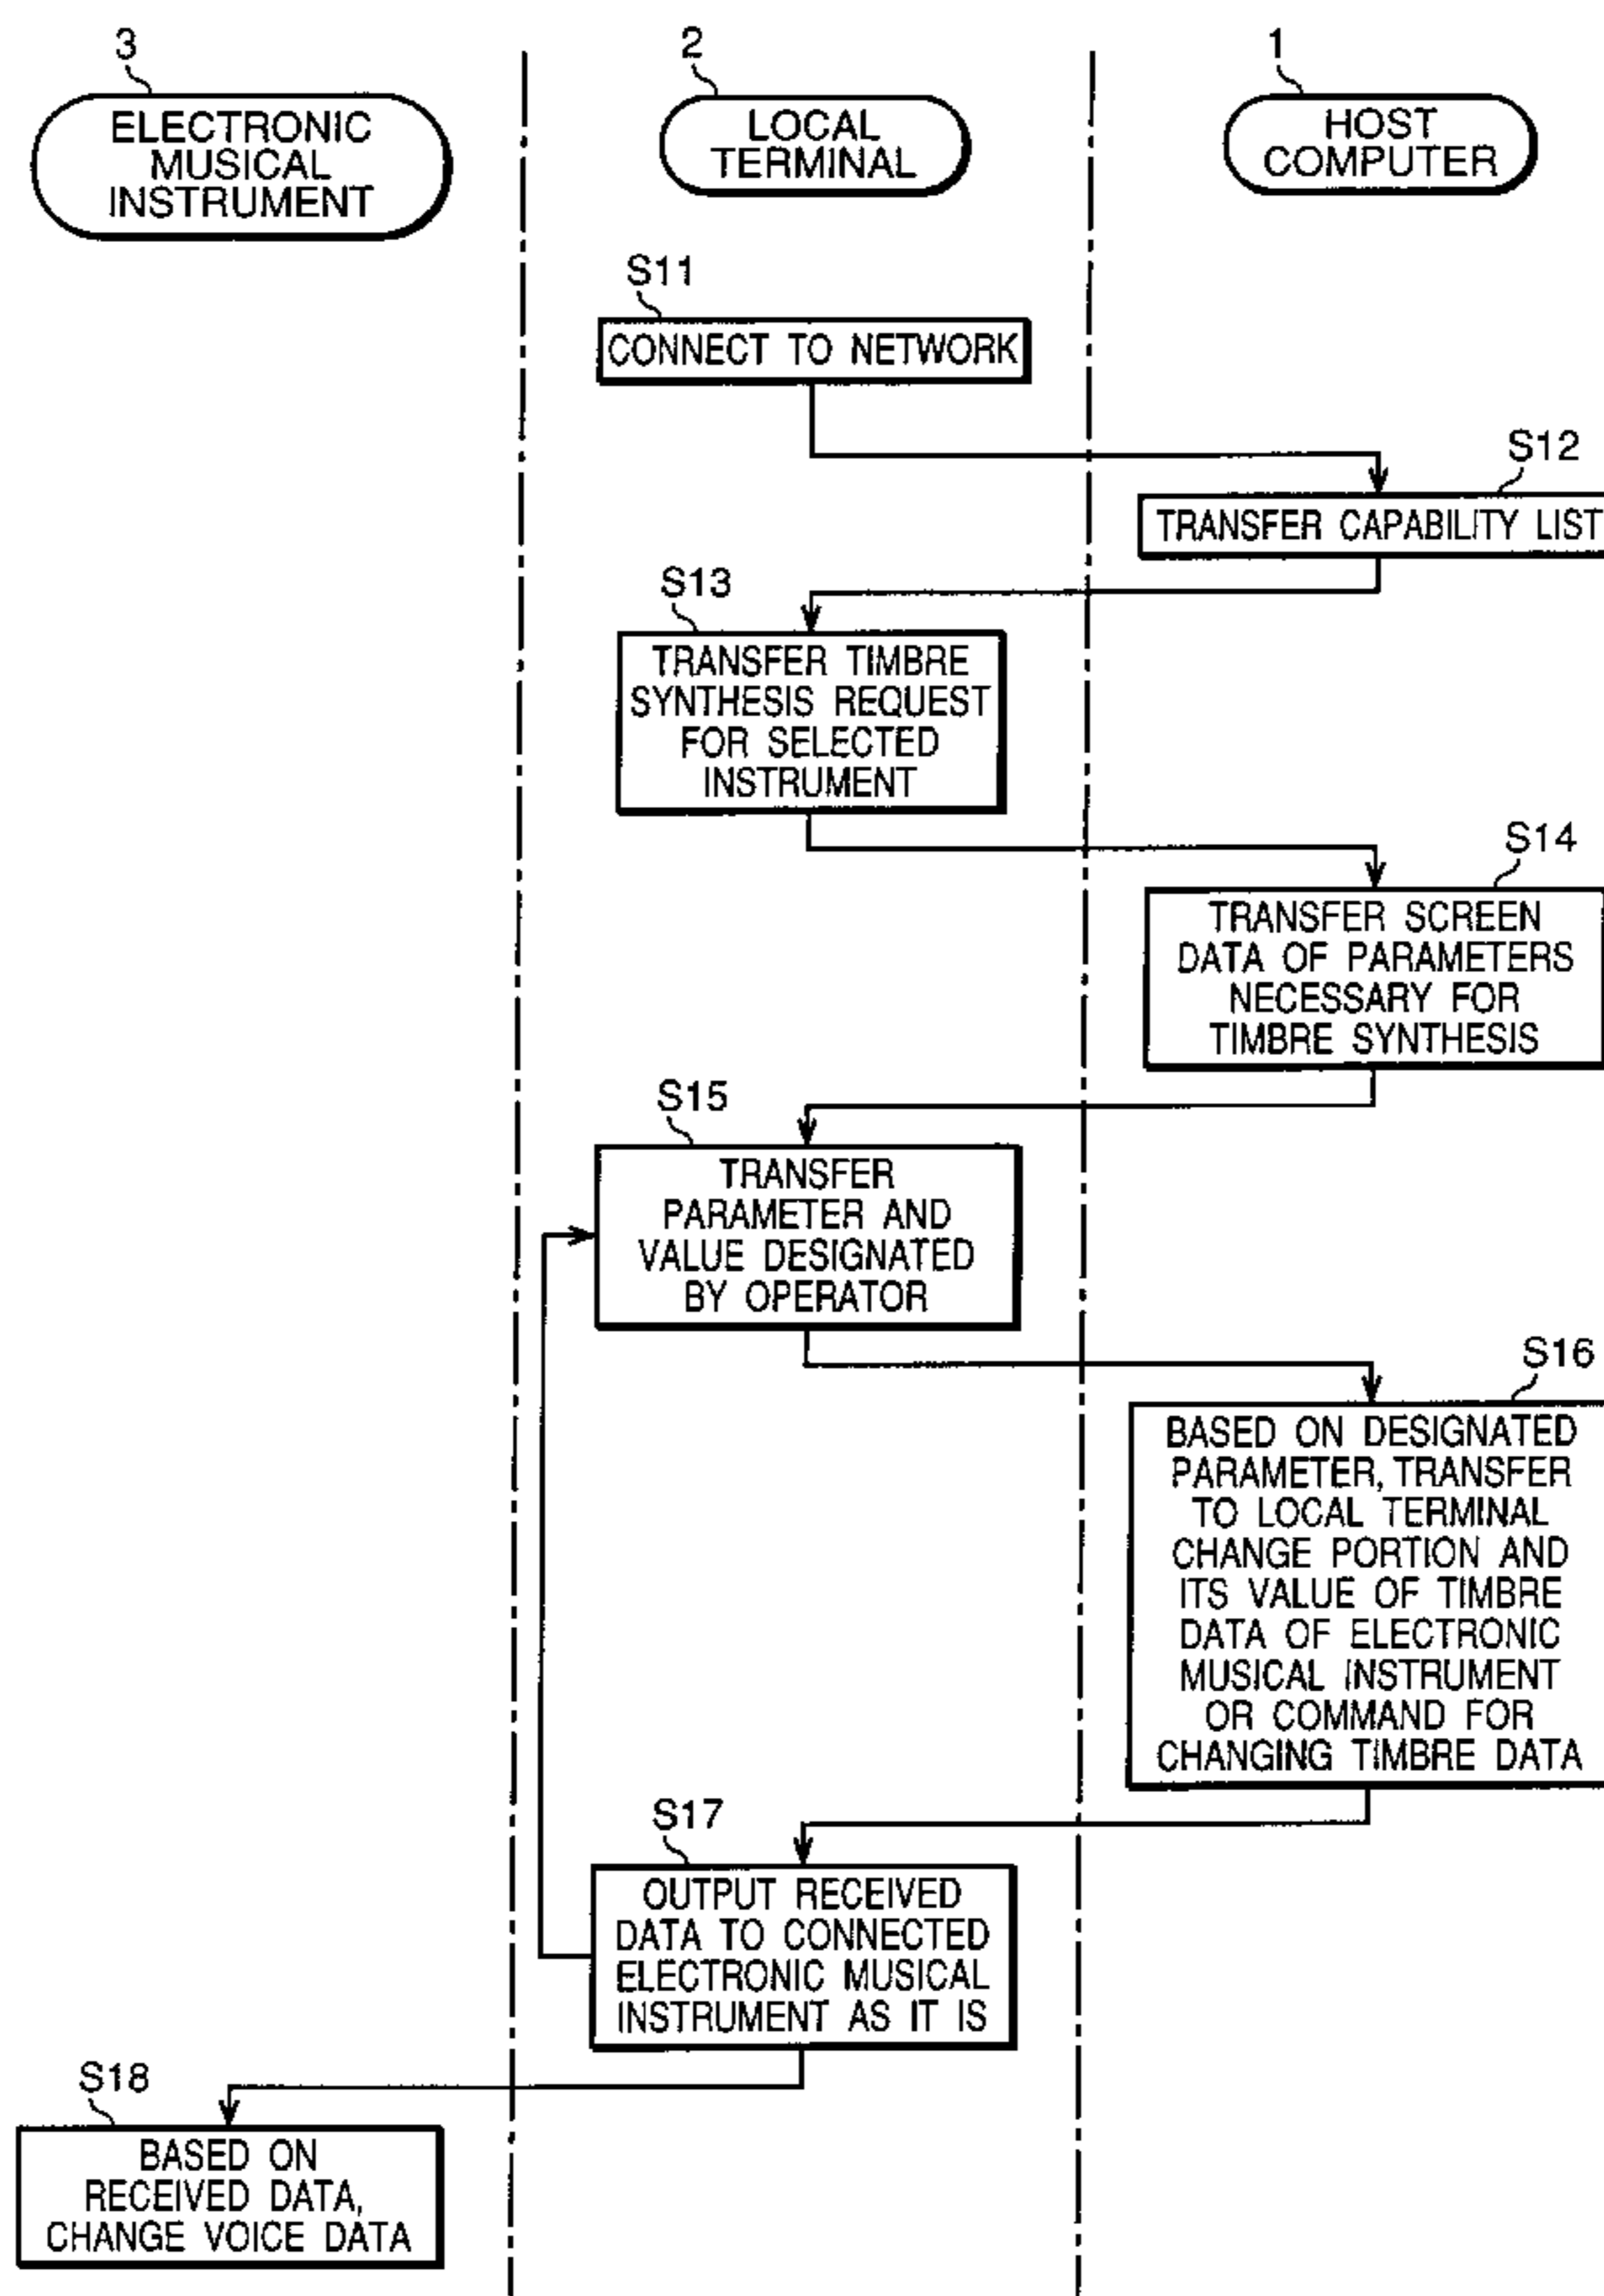 3
ELECTRONIC
MUSICAL
INSTRUMENT
2
LOCAL
TERMINAL
1
HOST
COMPUTER
S11
CONNECT TO NETWORK
S12
TRANSFER CAPABILITY LIST
S13
TRANSFER TIMBRE
SYNTHESIS REQUEST
FOR SELECTED
INSTRUMENT
S14
TRANSFER SCREEN
DATA OF PARAMETERS
NECESSARY FOR
TIMBRE SYNTHESIS
S15
TRANSFER
PARAMETER AND
VALUE DESIGNATED
BY OPERATOR
S16
BASED ON DESIGNATED
PARAMETER, TRANSFER
TO LOCAL TERMINAL
CHANGE PORTION AND
ITS VALUE OF TIMBRE
DATA OF ELECTRONIC
MUSICAL INSTRUMENT
OR COMMAND FOR
CHANGING TIMBRE DATA
S17
OUTPUT RECEIVED
DATA TO CONNECTED
ELECTRONIC MUSICAL
INSTRUMENT AS IT IS
S18
BASED ON
RECEIVED DATA,
CHANGE VOICE DATA